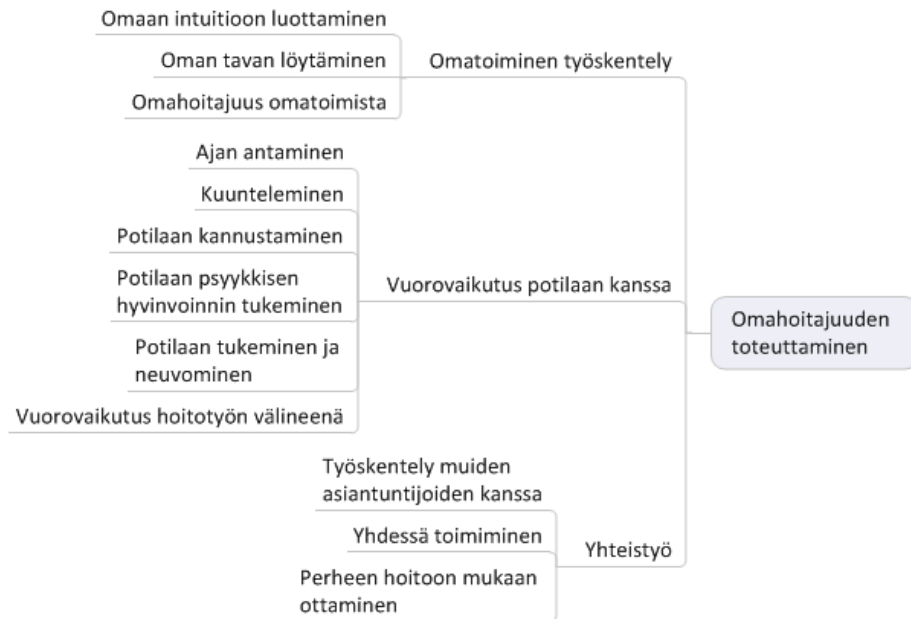 Omaan intuitioon luottaminen
Oman tavan löytäminen
Omahoitajuus omatoimista
Omatoiminen työskentely
Ajan antaminen
Kuunteleminen
Potilaan kannustaminen
Potilaan psyykkisen
hyvinvoinnin tukeminen
Potilaan tukeminen ja
neuvominen
Vuorovaikutus hoitotyön välineenä
Vuorovaikutus potilaan kanssa
Työskentely muiden
asiantuntijoiden kanssa
Yhdessä toimiminen
Perheen hoitoon mukaan
ottaminen
Yhteistyö
Omahoitajuuden
toteuttaminen